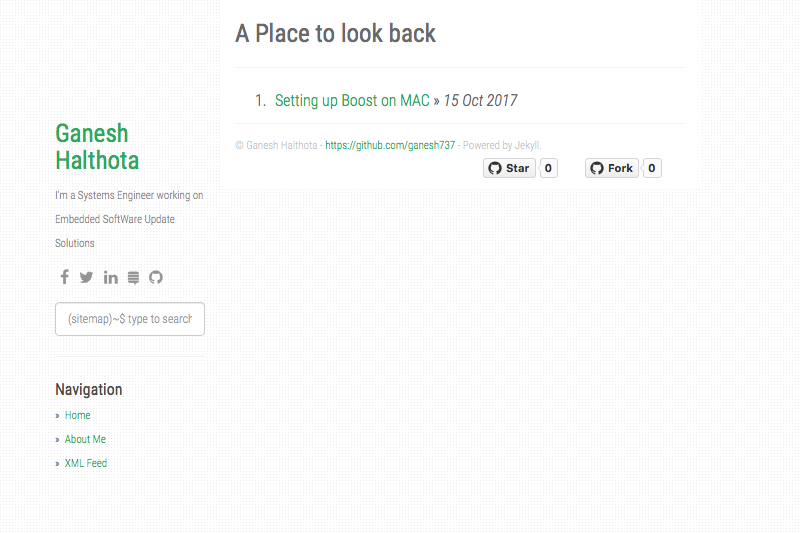 A Place to look back
1. Setting up Boost on MAC » 15 Oct 2017
© Ganesh Halthota - https://github.com/ganesh737 - Powered by Jekyll.
Star 0 Fork 0
Ganesh
Halthota
I'm a Systems Engineer working on
Embedded SoftWare Update
Solutions
(sitemap)~$ type to search
Navigation
» Home
» About Me
» XML Feed